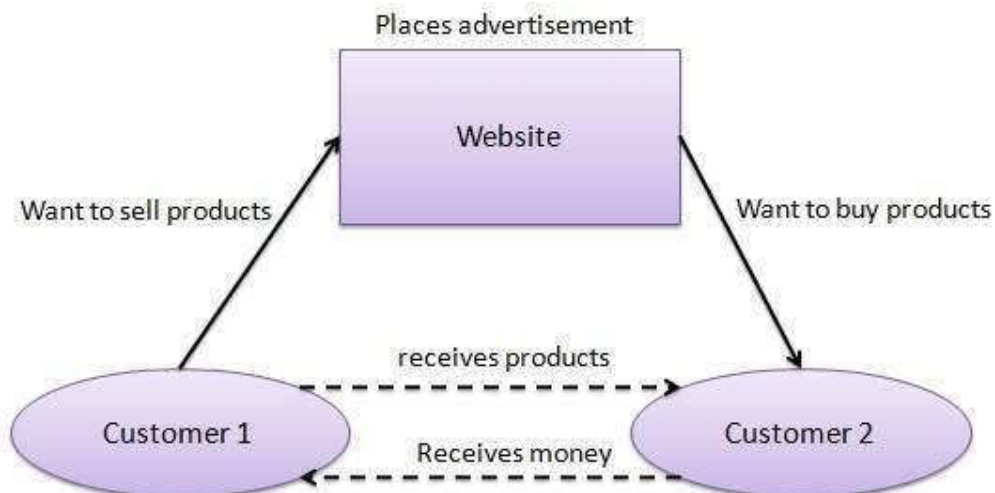 Places advertisement
Website
Want to sell products
Want to buy products
receives products
Customer 1
Customer 2
Receives money